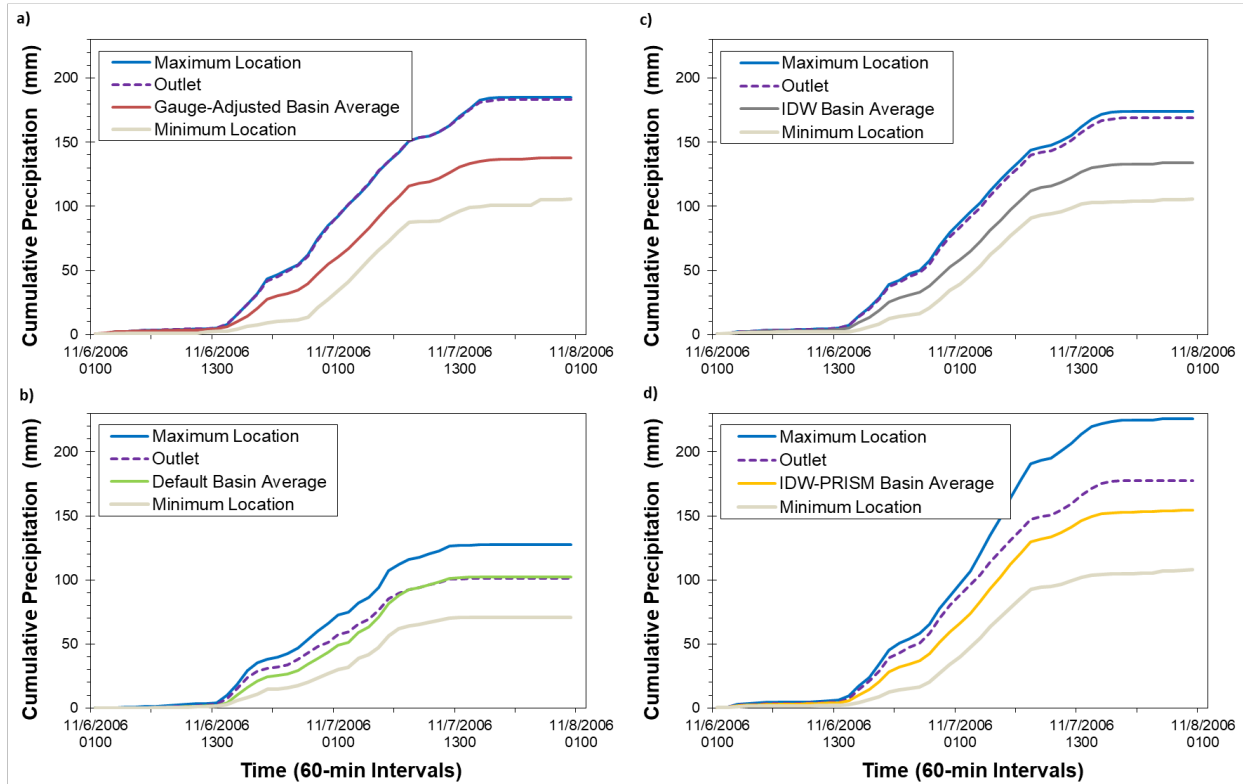 a)
Cumulative Precipitation (mm)
200
150
100
50
0
Maximum Location
Outlet
Gauge-Adjusted Basin Average
Minimum Location
11/6/2006 11/6/2006 11/7/2006 11/7/2006 11/8/2006
0100 1300 0100 1300 0100
b)
Cumulative Precipitation (mm)
200
150
100
50
0
Maximum Location
Outlet
Default Basin Average
Minimum Location
11/6/2006 11/6/2006 11/7/2006 11/7/2006 11/8/2006
0100 1300 0100 1300 0100
Time (60-min Intervals)
c)
Cumulative Precipitation (mm)
200
150
100
50
0
Maximum Location
Outlet
IDW Basin Average
Minimum Location
11/6/2006 11/6/2006 11/7/2006 11/7/2006 11/8/2006
0100 1300 0100 1300 0100
d)
Cumulative Precipitation (mm)
200
150
100
50
0
Maximum Location
Outlet
IDW-PRISM Basin Average
Minimum Location
11/6/2006 11/6/2006 11/7/2006 11/7/2006 11/8/2006
0100 1300 0100 1300 0100
Time (60-min Intervals)